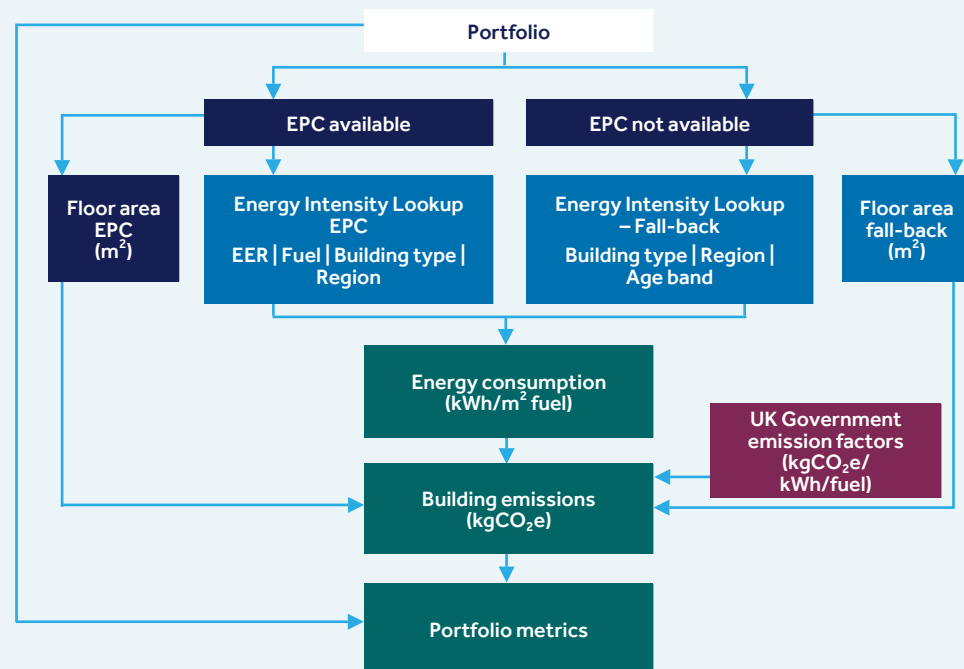 Portfolio
EPC available
EPC not available
Floor area
EPC
(m²)
Energy Intensity Lookup
EPC
EER | Fuel | Building type |
Region
Energy Intensity Lookup
– Fall-back
Building type | Region |
Age band
Floor area
fall-back
(m²)
Energy consumption
(kWh/m² fuel)
UK Government
emission factors
(kgCO₂e/
kWh/fuel)
Building emissions
(kgCO₂e)
Portfolio metrics